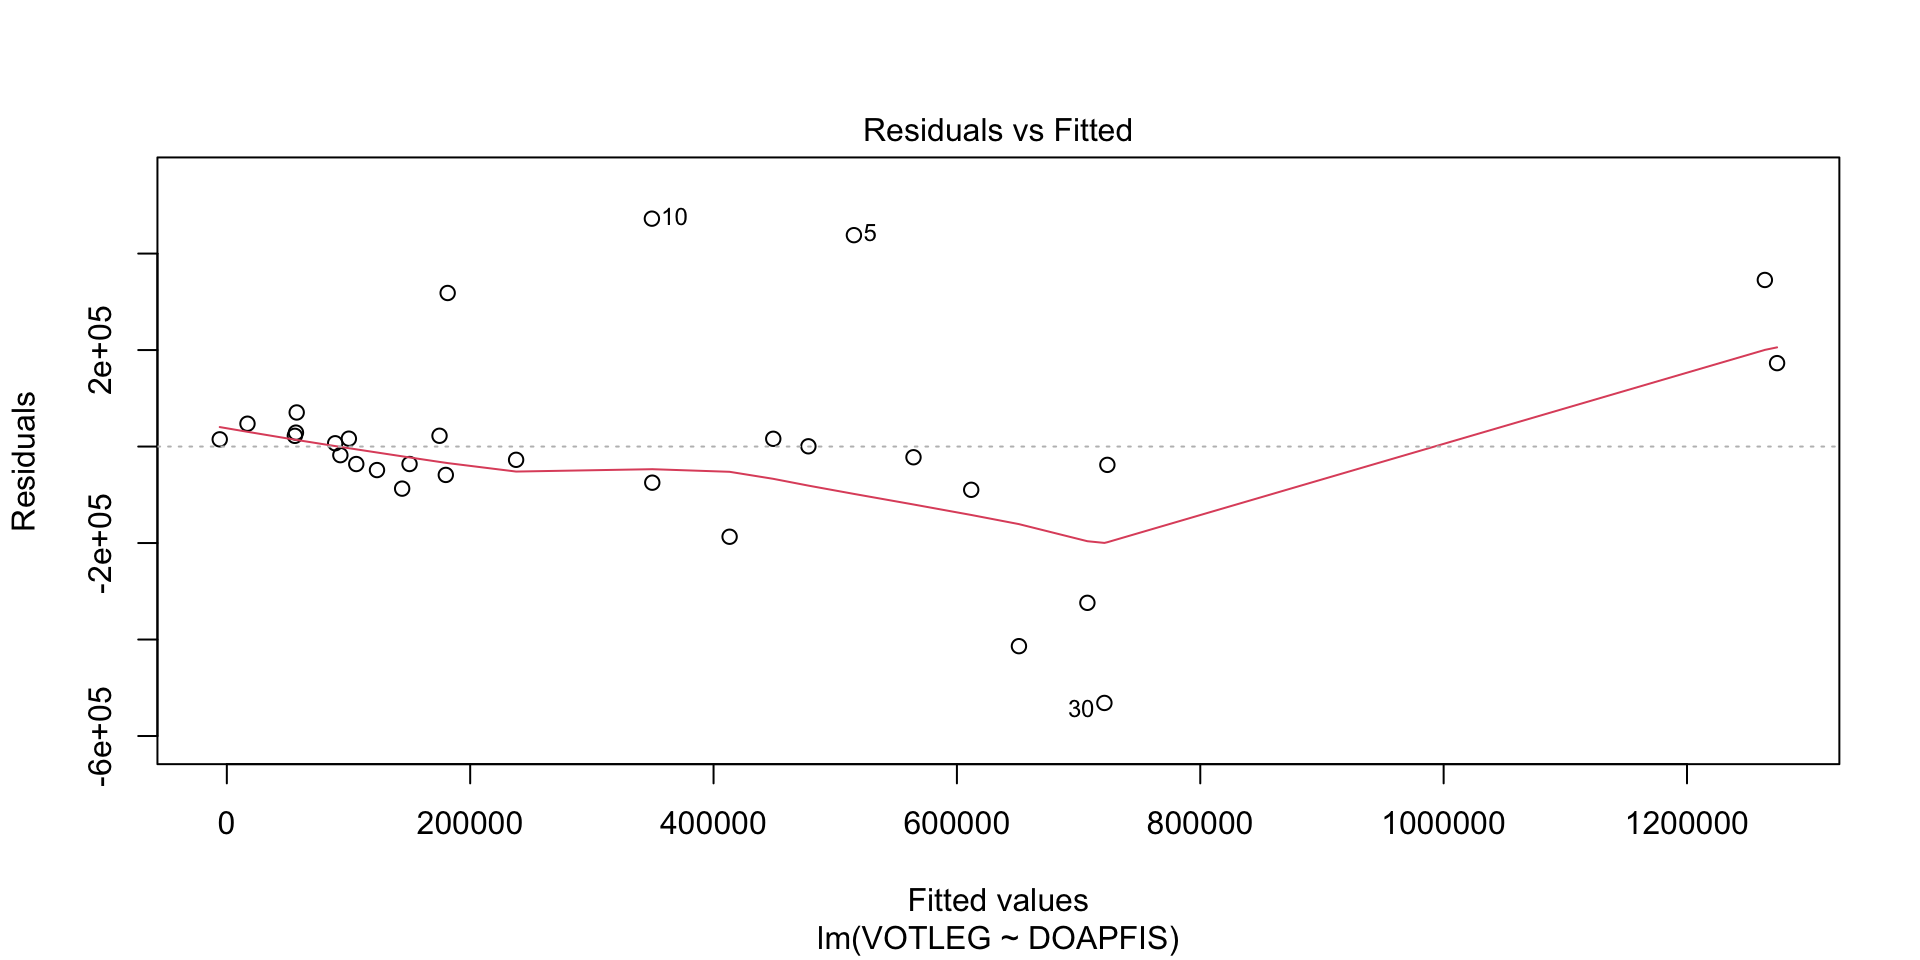 Residuals vs Fitted
Residuals
2e+05
-2e+05
-6e+05
10
5
30
0 200000 400000 600000 800000 1000000 1200000
Fitted values
lm(VOTLEG ~ DOAPFIS)